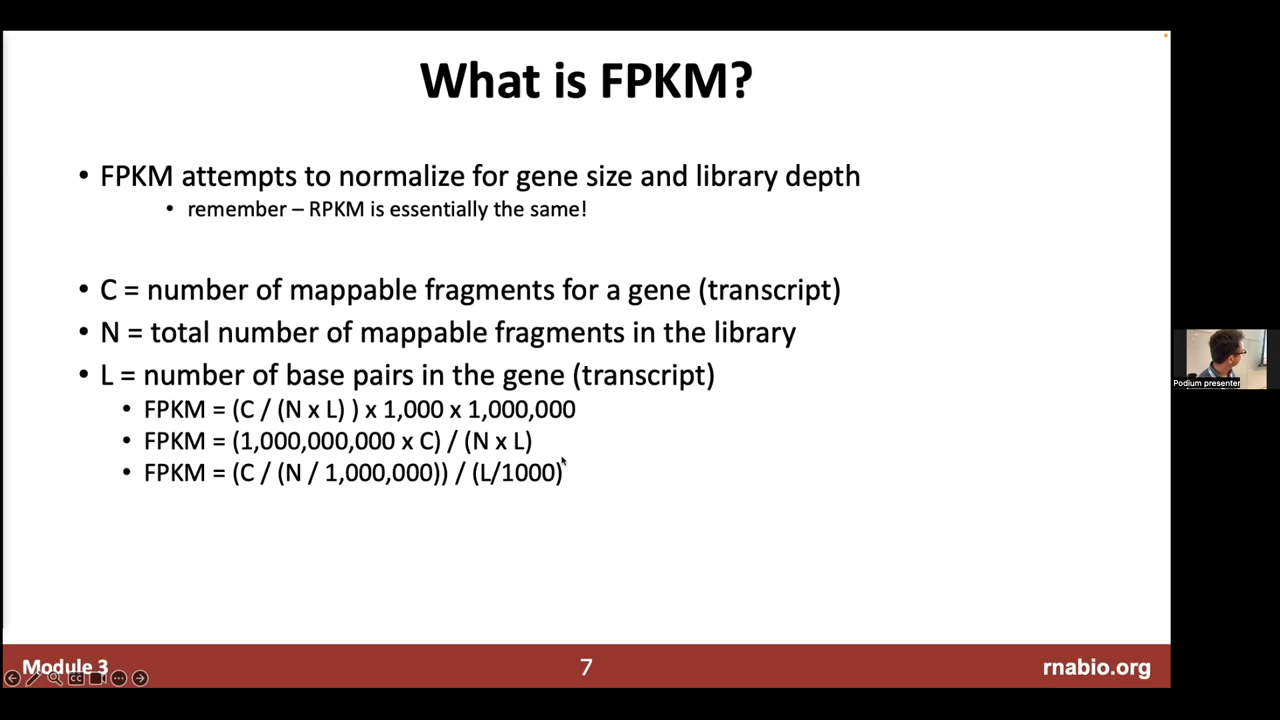 What is FPKM?
• FPKM attempts to normalize for gene size and library depth
• remember – RPKM is essentially the same!
• C = number of mappable fragments for a gene (transcript)
• N = total number of mappable fragments in the library
• L = number of base pairs in the gene (transcript)
• FPKM = (C / (N x L) ) x 1,000 x 1,000,000
• FPKM = (1,000,000,000 x C) / (N x L)
• FPKM = (C / (N / 1,000,000)) / (L/1000)
Podium presenter
Module 3
7
rnabio.org
CC